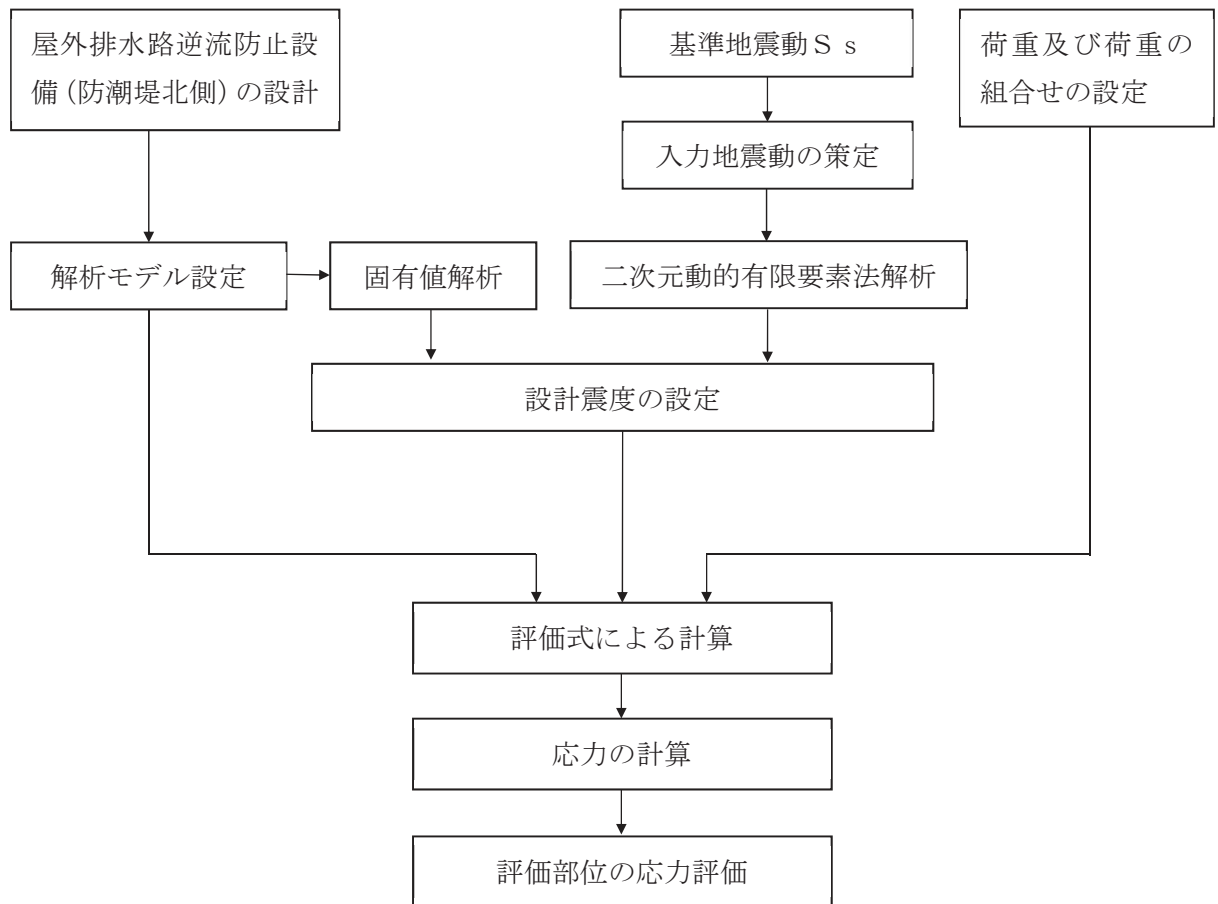 屋外排水路逆流防止設
備(防潮堤北側)の設計
基準地震動Ss
荷重及び荷重の
組合せの設定
入力地震動の策定
解析モデル設定
固有値解析
二次元動的有限要素法解析
設計震度の設定
評価式による計算
応力の計算
評価部位の応力評価